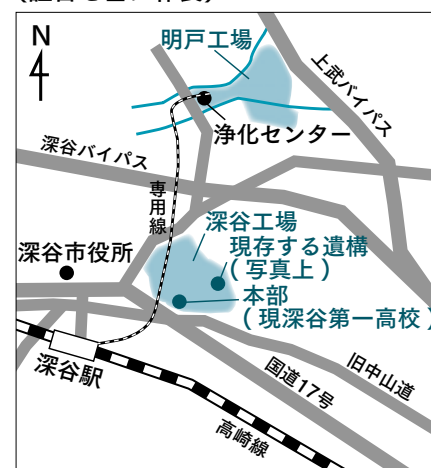 N
明戸工場
上武バイパス
浄化センター
深谷バイパス
専用線
深谷工場
現存する遺構
(写真上)
深谷市役所
本部
(現深谷第一高校)
深谷駅
国道17号
旧中山道
高崎線